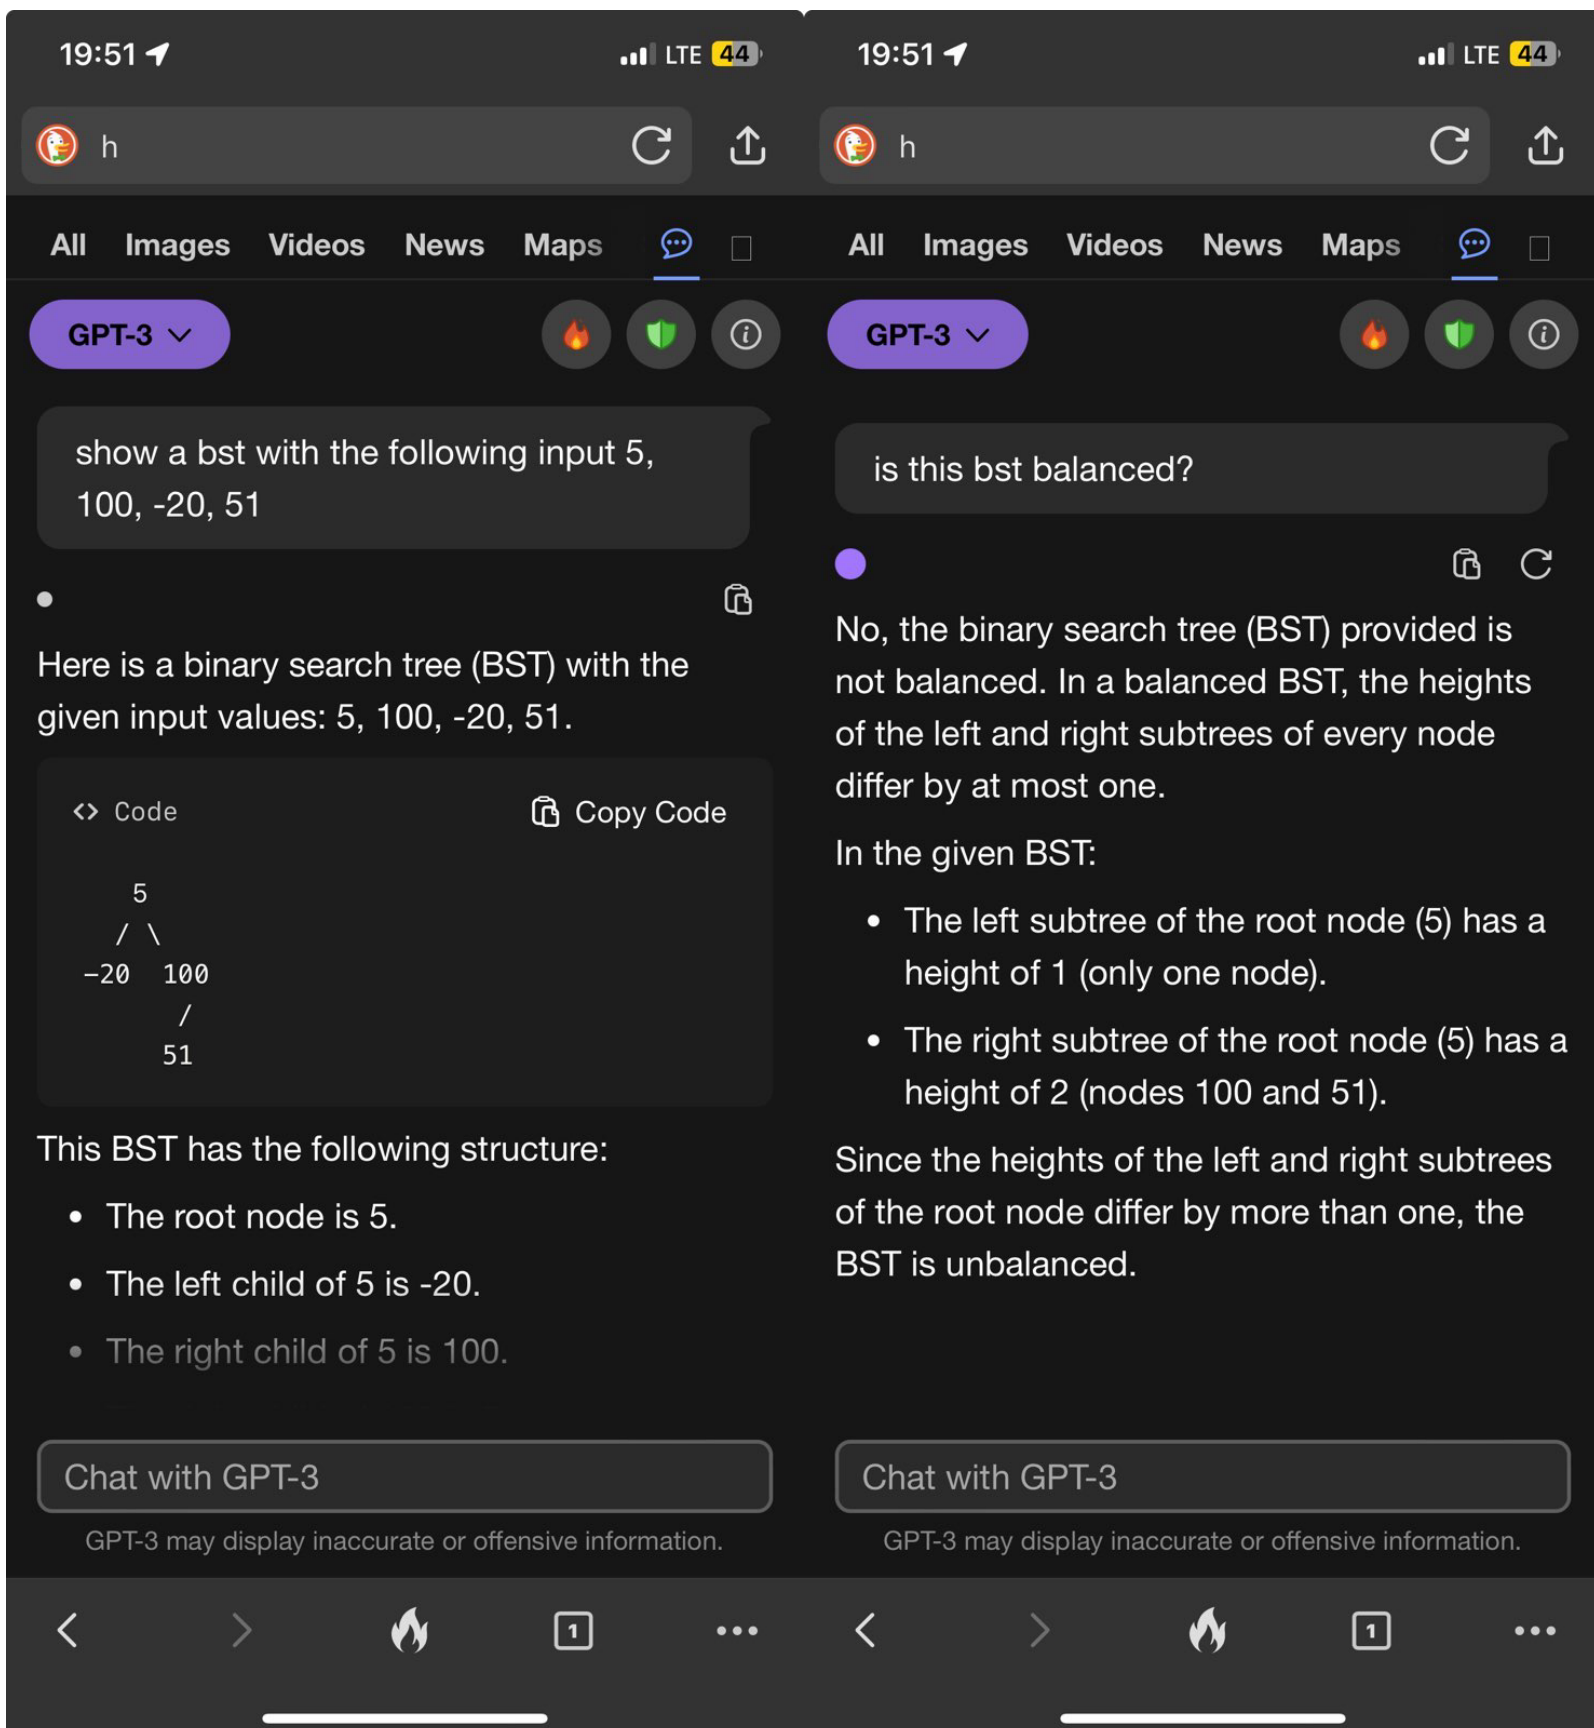 19:51
LTE 44
h
All Images Videos News Maps
GPT-3
show a bst with the following input 5,
100, -20, 51
Here is a binary search tree (BST) with the
given input values: 5, 100, -20, 51.
<> Code
Copy Code
5
/ \
-20 100
/
51
This BST has the following structure:
• The root node is 5.
• The left child of 5 is -20.
• The right child of 5 is 100.
Chat with GPT-3
GPT-3 may display inaccurate or offensive information.
1
19:51
LTE 44
h
All Images Videos News Maps
GPT-3
is this bst balanced?
No, the binary search tree (BST) provided is
not balanced. In a balanced BST, the heights
of the left and right subtrees of every node
differ by at most one.
In the given BST:
• The left subtree of the root node (5) has a
height of 1 (only one node).
• The right subtree of the root node (5) has a
height of 2 (nodes 100 and 51).
Since the heights of the left and right subtrees
of the root node differ by more than one, the
BST is unbalanced.
Chat with GPT-3
GPT-3 may display inaccurate or offensive information.
1